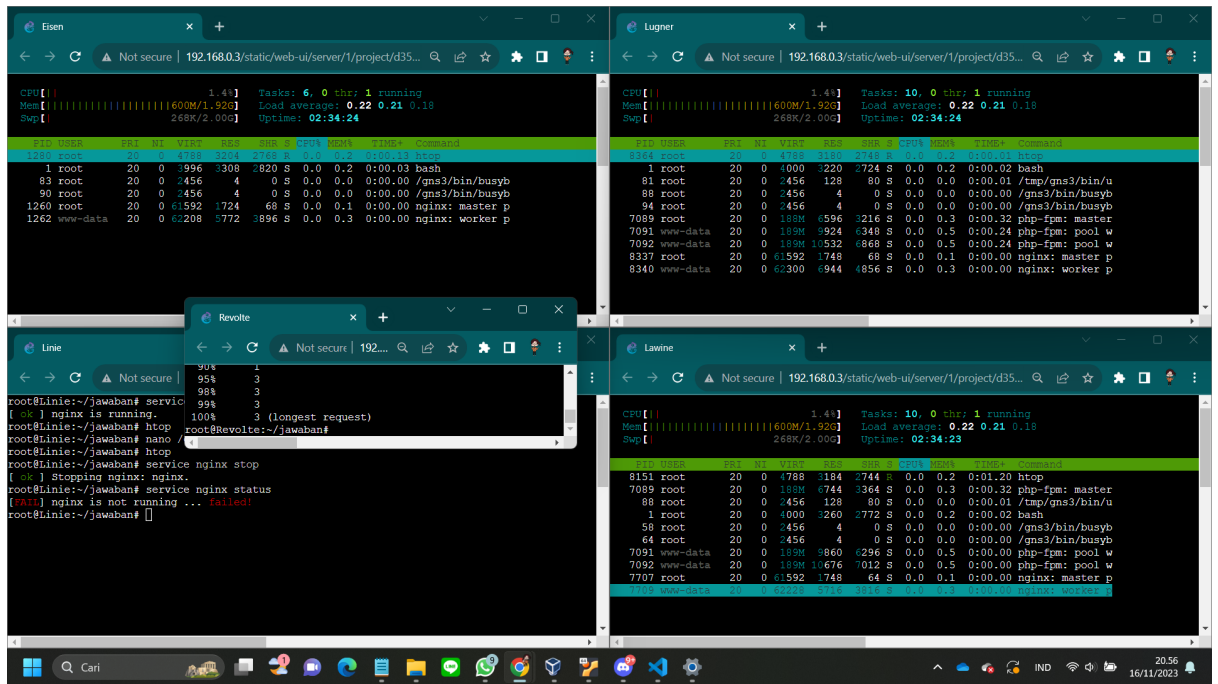 Eisen
Not secure | 192.168.0.3/static/web-ui/server/1/project/d35...
CPU[|| 1.4%] Tasks: 6, 0 thr; 1 running
Mem[||||||||||||||||||||600M/1.92G] Load average: 0.22 0.21 0.18
Swp[| 268K/2.00G] Uptime: 02:34:24
PID USER PRI NI VIRT RES SHR S CPU% MEM% TIME+ Command
1280 root 20 0 4788 3204 2768 R 0.0 0.2 0:00.13 htop
1 root 20 0 3996 3308 2820 S 0.0 0.2 0:00.03 bash
83 root 20 0 2456 4 0 S 0.0 0.0 0:00.00 /gns3/bin/busyb
90 root 20 0 2456 4 0 S 0.0 0.0 0:00.00 /gns3/bin/busyb
1260 root 20 0 61592 1724 68 S 0.0 0.1 0:00.00 nginx: master p
1262 www-data 20 0 62208 5772 3896 S 0.0 0.3 0:00.00 nginx: worker p
Lugner
Not secure | 192.168.0.3/static/web-ui/server/1/project/d35...
CPU[|| 1.4%] Tasks: 10, 0 thr; 1 running
Mem[||||||||||||||||||||600M/1.92G] Load average: 0.22 0.21 0.18
Swp[| 268K/2.00G] Uptime: 02:34:24
PID USER PRI NI VIRT RES SHR S CPU% MEM% TIME+ Command
8364 root 20 0 4788 3180 2748 R 0.0 0.2 0:00.01 htop
1 root 20 0 4000 3220 2724 S 0.0 0.2 0:00.02 bash
81 root 20 0 2456 128 80 S 0.0 0.0 0:00.01 /tmp/gns3/bin/u
88 root 20 0 2456 4 0 S 0.0 0.0 0:00.00 /gns3/bin/busyb
94 root 20 0 2456 4 0 S 0.0 0.0 0:00.00 /gns3/bin/busyb
7089 root 20 0 188M 6596 3216 S 0.0 0.3 0:00.32 php-fpm: master
7091 www-data 20 0 189M 9924 6348 S 0.0 0.5 0:00.24 php-fpm: pool w
7092 www-data 20 0 189M 10532 6868 S 0.0 0.5 0:00.24 php-fpm: pool w
8337 root 20 0 61592 1748 68 S 0.0 0.1 0:00.00 nginx: master p
8340 www-data 20 0 62300 6944 4856 S 0.0 0.3 0:00.00 nginx: worker p
Revolte
Not secure | 192....
90% 1
95% 3
98% 3
99% 3
100% 3 (longest request)
root@Revolte:~/jawaban#
Linie
Not secure
root@Linie:~/jawaban# servic
[ ok ] nginx is running.
root@Linie:~/jawaban# htop
root@Linie:~/jawaban# nano /
root@Linie:~/jawaban# htop
root@Linie:~/jawaban# service nginx stop
[ ok ] Stopping nginx: nginx.
root@Linie:~/jawaban# service nginx status
[FAIL] nginx is not running ... failed!
root@Linie:~/jawaban#
Lawine
Not secure | 192.168.0.3/static/web-ui/server/1/project/d35...
CPU[|| 1.4%] Tasks: 10, 0 thr; 1 running
Mem[||||||||||||||||||||600M/1.92G] Load average: 0.22 0.21 0.18
Swp[| 268K/2.00G] Uptime: 02:34:23
PID USER PRI NI VIRT RES SHR S CPU% MEM% TIME+ Command
8151 root 20 0 4788 3184 2744 R 0.0 0.2 0:01.20 htop
7089 root 20 0 188M 6744 3364 S 0.0 0.3 0:00.32 php-fpm: master
88 root 20 0 2456 128 80 S 0.0 0.0 0:00.01 /tmp/gns3/bin/u
1 root 20 0 4000 3260 2772 S 0.0 0.2 0:00.02 bash
58 root 20 0 2456 4 0 S 0.0 0.0 0:00.00 /gns3/bin/busyb
64 root 20 0 2456 4 0 S 0.0 0.0 0:00.00 /gns3/bin/busyb
7091 www-data 20 0 189M 9860 6296 S 0.0 0.5 0:00.00 php-fpm: pool w
7092 www-data 20 0 189M 10676 7012 S 0.0 0.5 0:00.00 php-fpm: pool w
7707 root 20 0 61592 1748 64 S 0.0 0.1 0:00.00 nginx: master p
7709 www-data 20 0 62228 5716 3816 S 0.0 0.3 0:00.00 nginx: worker p
Cari
IND
20.56
16/11/2023